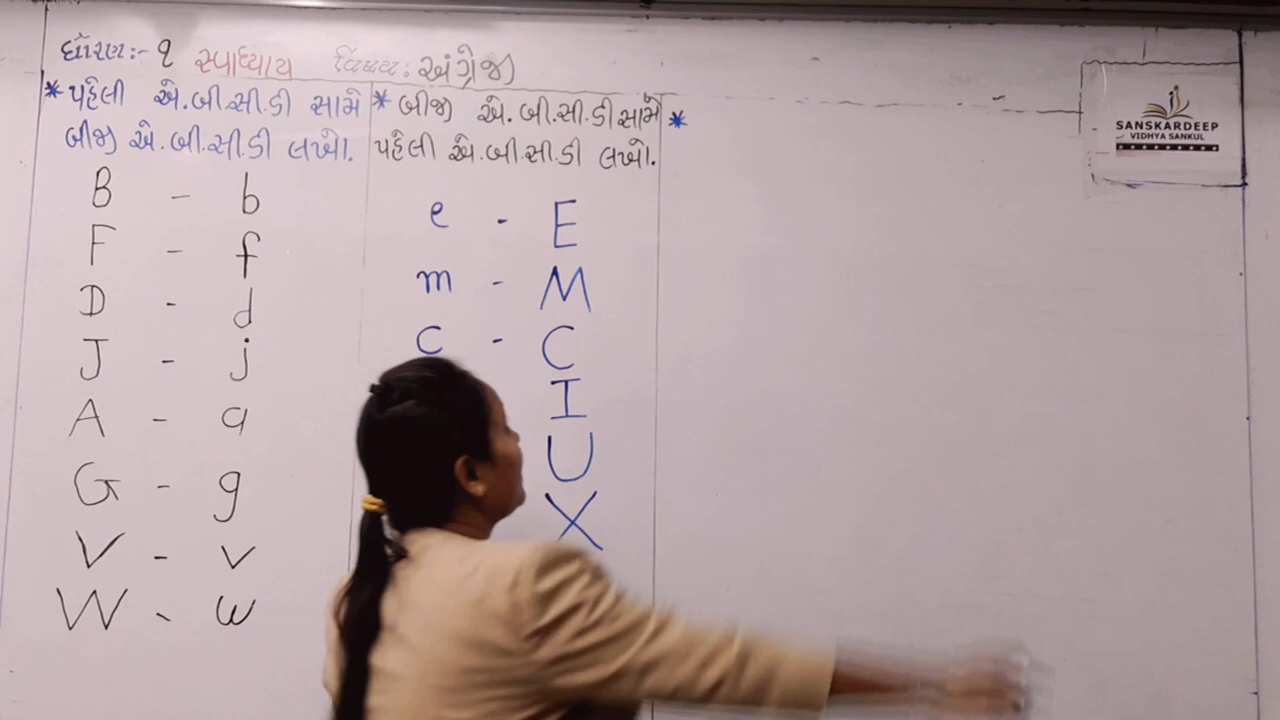 ધોરણ:- ૧ સ્વાધ્યાય વિષય: અંગ્રેજી
* પહેલી એ.બી.સી.ડી સામે
બીજી એ.બી.સી.ડી લખો.
B - b
F - f
D - d
J - j
A - a
G - g
V - v
W - w
* બીજી એ.બી.સી.ડી સામે
પહેલી એ.બી.સી.ડી લખો.
e - E
m - M
c - C
I
U
X
*
SANSKARDEEP
VIDHYA SANKUL